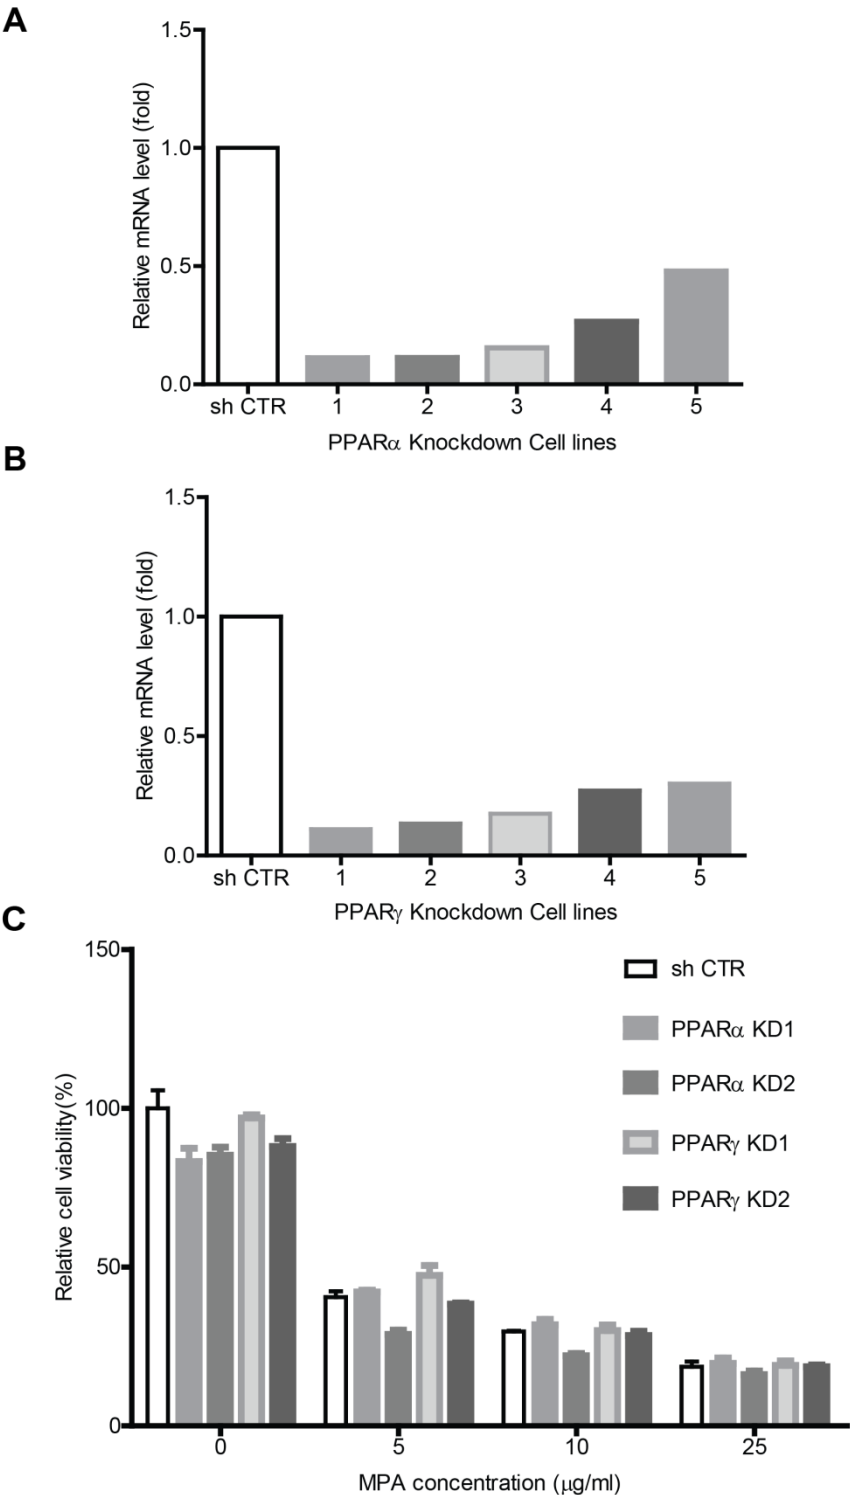 A
Relative mRNA level (fold)
1.5
1.0
0.5
0.0
sh CTR 1 2 3 4 5
PPARα Knockdown Cell lines
B
Relative mRNA level (fold)
1.5
1.0
0.5
0.0
sh CTR 1 2 3 4 5
PPARγ Knockdown Cell lines
C
Relative cell viability(%)
150
100
50
0
sh CTR
PPARα KD1
PPARα KD2
PPARγ KD1
PPARγ KD2
0 5 10 25
MPA concentration (μg/ml)